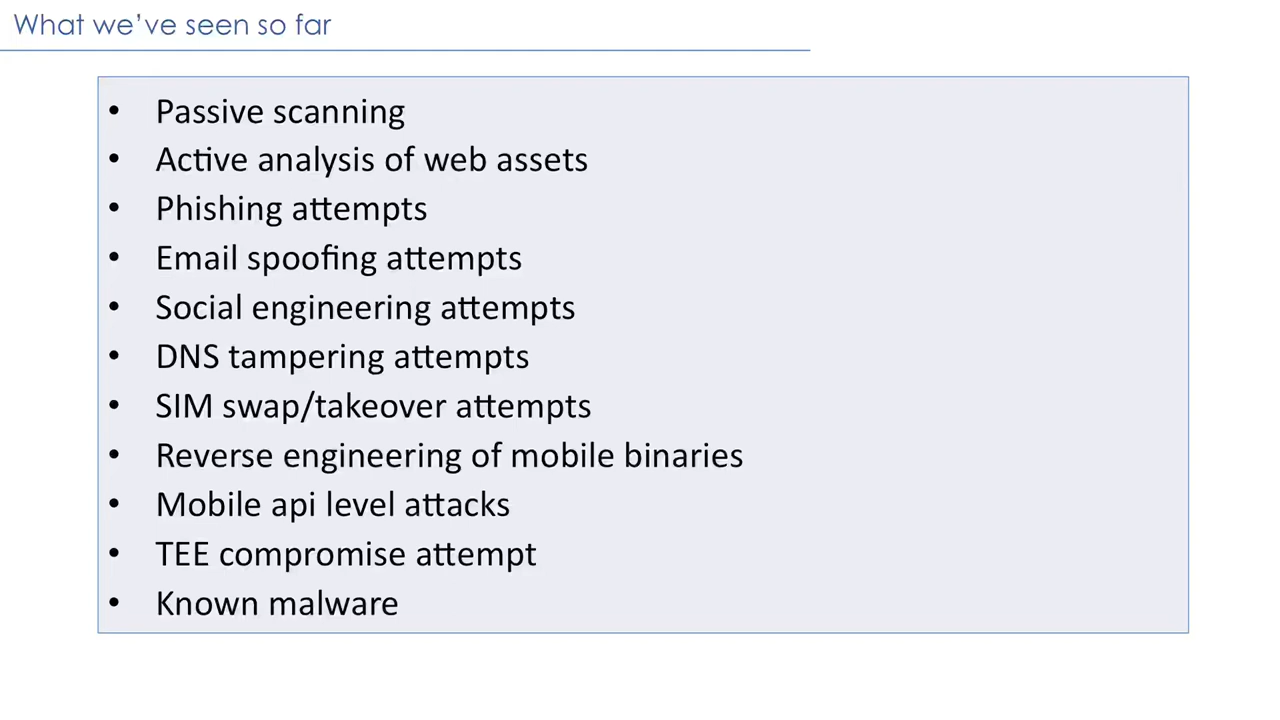 What we’ve seen so far
• Passive scanning
• Active analysis of web assets
• Phishing attempts
• Email spoofing attempts
• Social engineering attempts
• DNS tampering attempts
• SIM swap/takeover attempts
• Reverse engineering of mobile binaries
• Mobile api level attacks
• TEE compromise attempt
• Known malware